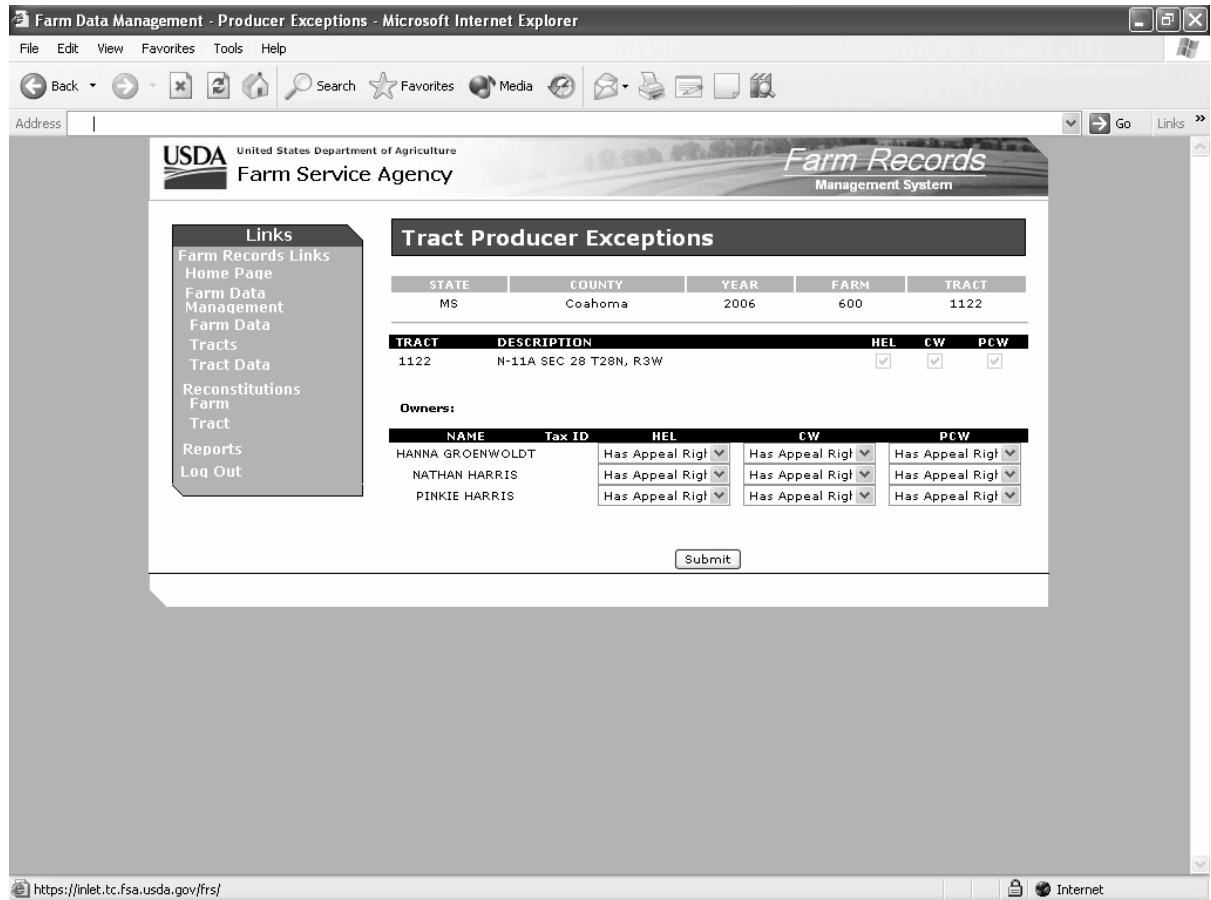 Farm Data Management - Producer Exceptions - Microsoft Internet Explorer
File Edit View Favorites Tools Help
Back Search Favorites Media
Address Go Links »
USDA United States Department of Agriculture
Farm Service Agency
Farm Records
Management System
Links
Farm Records Links
Home Page
Farm Data
Management
Farm Data
Tracts
Tract Data
Reconstitutions
Farm
Tract
Reports
Log Out
Tract Producer Exceptions
STATE COUNTY YEAR FARM TRACT
MS Coahoma 2006 600 1122
TRACT DESCRIPTION HEL CW PCW
1122 N-11A SEC 28 T28N, R3W
Owners:
NAME Tax ID HEL CW PCW
HANNA GROENWOLDT Has Appeal Righ Has Appeal Righ Has Appeal Righ
NATHAN HARRIS Has Appeal Righ Has Appeal Righ Has Appeal Righ
PINKIE HARRIS Has Appeal Righ Has Appeal Righ Has Appeal Righ
Submit
https://inlet.tc.fsa.usda.gov/frs/ Internet